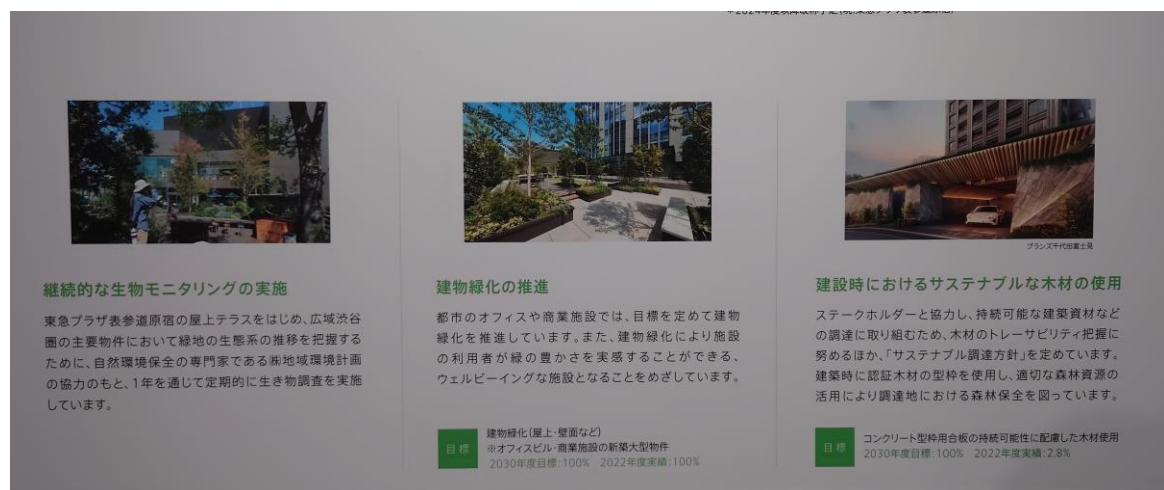 *2024年度以降取得予定(現:東急プラザ表参道原宿)
継続的な生物モニタリングの実施
東急プラザ表参道原宿の屋上テラスをはじめ、広域渋谷
圏の主要物件において緑地の生態系の推移を把握する
ために、自然環境保全の専門家である㈱地域環境計画
の協力のもと、1年を通じて定期的に生き物調査を実施
しています。
建物緑化の推進
都市のオフィスや商業施設では、目標を定めて建物
緑化を推進しています。また、建物緑化により施設
の利用者が緑の豊かさを実感することができる、
ウェルビーイングな施設となることをめざしています。
目標
建物緑化(屋上・壁面など)
※オフィスビル・商業施設の新築大型物件
2030年度目標:100% 2022年度実績:100%
ブランズ千代田富士見
建設時におけるサステナブルな木材の使用
ステークホルダーと協力し、持続可能な建築資材など
の調達に取り組むため、木材のトレーサビリティ把握に
努めるほか、「サステナブル調達方針」を定めています。
建築時に認証木材の型枠を使用し、適切な森林資源の
活用により調達地における森林保全を図っています。
目標
コンクリート型枠用合板の持続可能性に配慮した木材使用
2030年度目標:100% 2022年度実績:2.8%